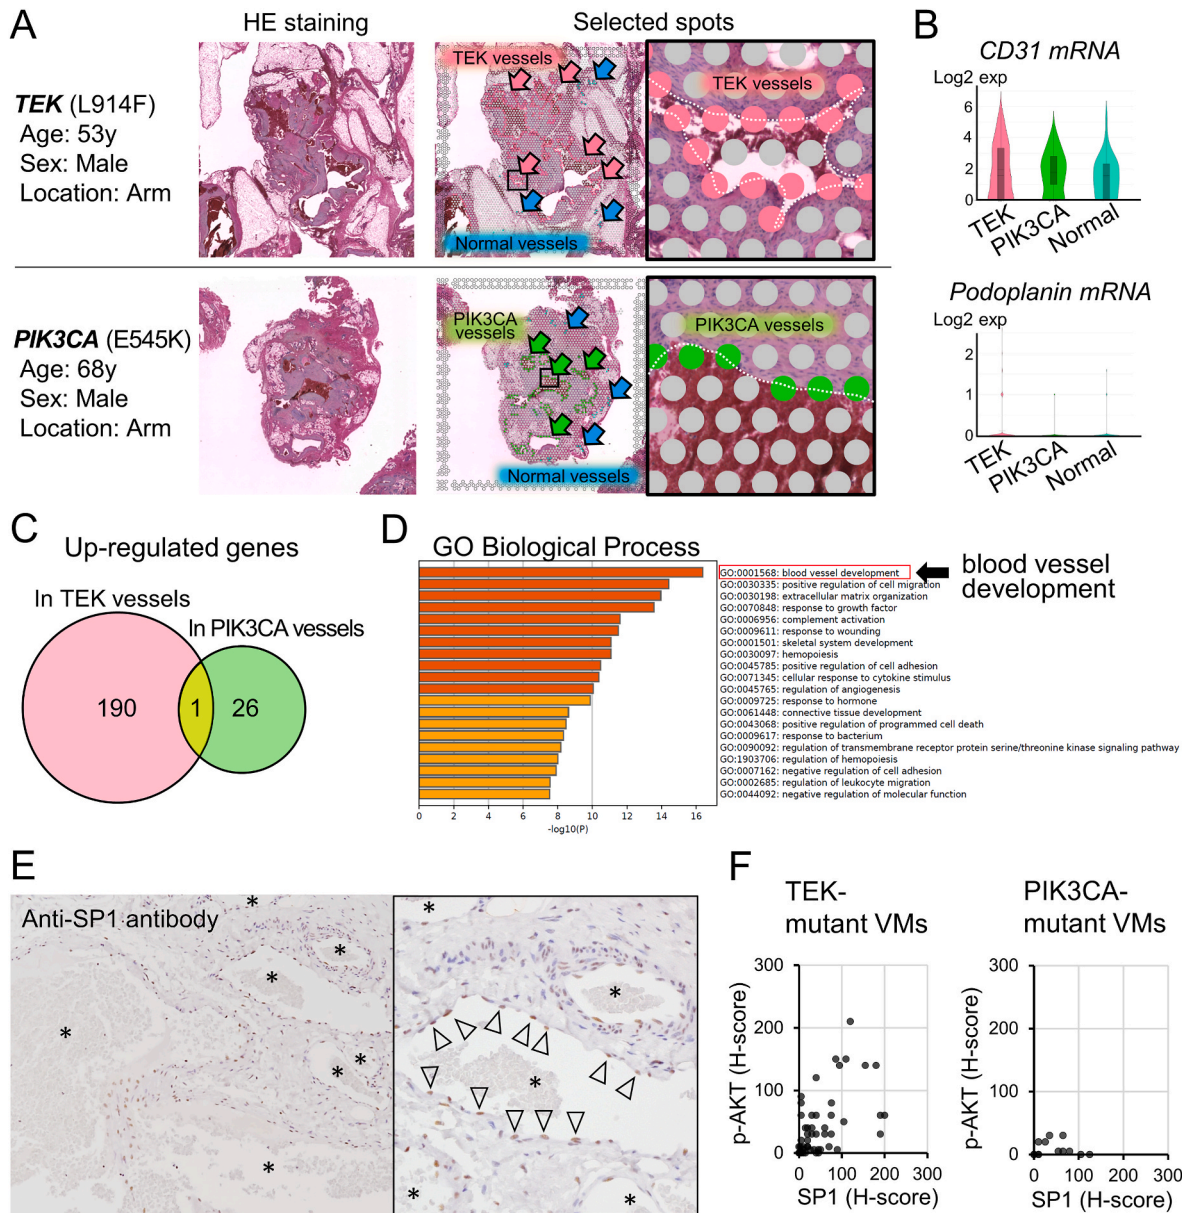 A
HE staining
Selected spots
TEK (L914F)
Age: 53y
Sex: Male
Location: Arm
TEK vessels
Normal vessels
TEK vessels
PIK3CA (E545K)
Age: 68y
Sex: Male
Location: Arm
PIK3CA
vessels
Normal vessels
PIK3CA vessels
B
CD31 mRNA
Log2 exp
6
4
2
0
TEK
PIK3CA
Normal
Podoplanin mRNA
Log2 exp
2
1
0
TEK
PIK3CA
Normal
C
Up-regulated genes
In TEK vessels
In PIK3CA vessels
190
1
26
D
GO Biological Process
GO:0001568: blood vessel development
GO:0030335: positive regulation of cell migration
GO:0030198: extracellular matrix organization
GO:0070848: response to growth factor
GO:0006956: complement activation
GO:0009611: response to wounding
GO:0001501: skeletal system development
GO:0030097: hemopoiesis
GO:0045785: positive regulation of cell adhesion
GO:0071345: cellular response to cytokine stimulus
GO:0045765: regulation of angiogenesis
GO:0009725: response to hormone
GO:0061448: connective tissue development
GO:0043068: positive regulation of programmed cell death
GO:0009617: response to bacterium
GO:0090092: regulation of transmembrane receptor protein serine/threonine kinase signaling pathway
GO:1903706: regulation of hemopoiesis
GO:0007162: negative regulation of cell adhesion
GO:0002685: regulation of leukocyte migration
GO:0044092: negative regulation of molecular function
0 2 4 6 8 10 12 14 16
-log10(P)
blood vessel
development
E
Anti-SP1 antibody
* * * * * * * *
* * * * *
F
TEK-
mutant VMs
p-AKT (H-score)
300
200
100
0
0 100 200 300
SP1 (H-score)
PIK3CA-
mutant VMs
p-AKT (H-score)
300
200
100
0
0 100 200 300
SP1 (H-score)